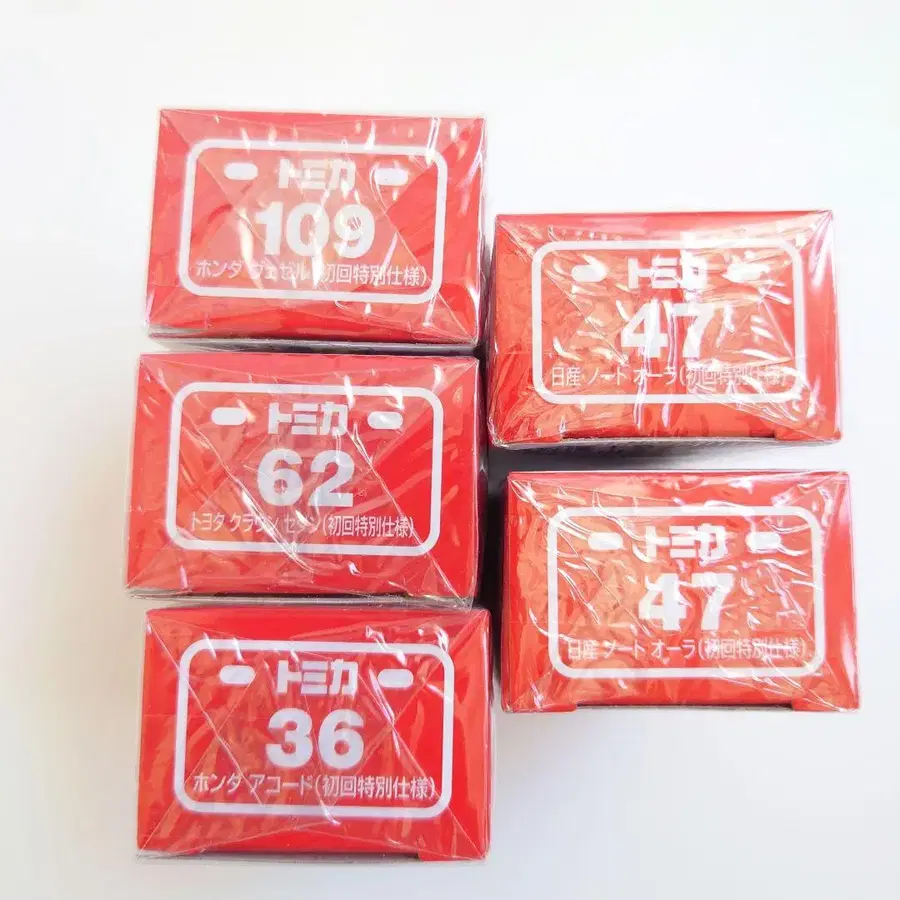 トミカ
109
ホンダ ヴェゼル(初回特別仕様)
トミカ
62
トヨタ クラウン セダン(初回特別仕様)
トミカ
36
ホンダ アコード(初回特別仕様)
トミカ
47
日産 ノート オーラ(初回特別仕様)
トミカ
47
日産 ノート オーラ(初回特別仕様)